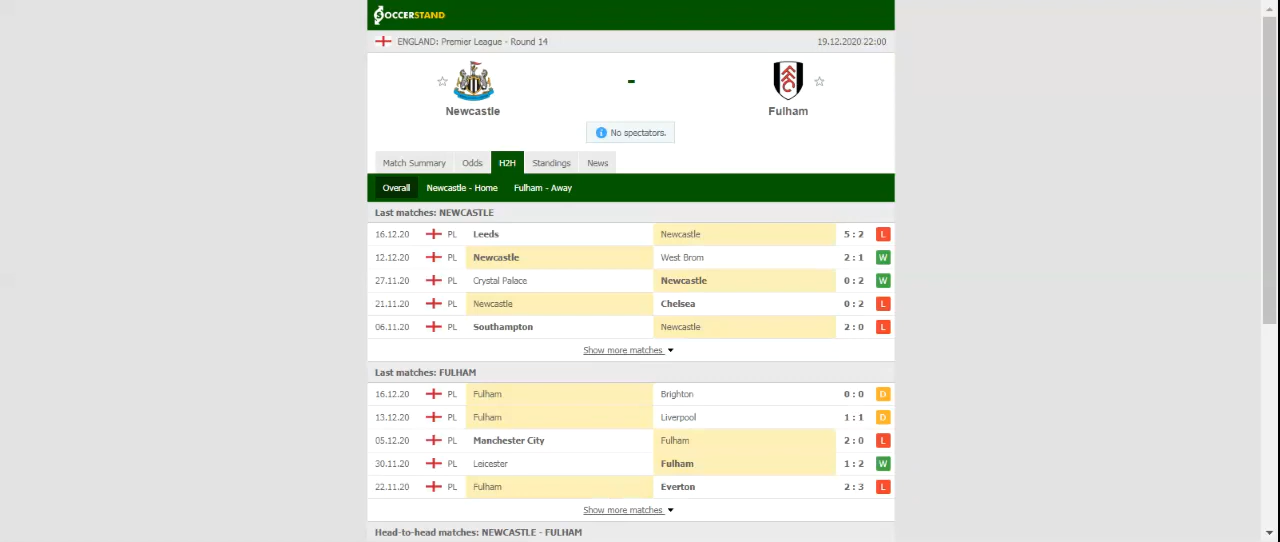 SOCCERSTAND
ENGLAND: Premier League - Round 14 19.12.2020 22:00
-
Newcastle Fulham
No spectators.
Match Summary Odds H2H Standings News
Overall Newcastle - Home Fulham - Away
Last matches: NEWCASTLE
16.12.20 PL Leeds Newcastle 5 : 2 L
12.12.20 PL Newcastle West Brom 2 : 1 W
27.11.20 PL Crystal Palace Newcastle 0 : 2 W
21.11.20 PL Newcastle Chelsea 0 : 2 L
06.11.20 PL Southampton Newcastle 2 : 0 L
Show more matches
Last matches: FULHAM
16.12.20 PL Fulham Brighton 0 : 0 D
13.12.20 PL Fulham Liverpool 1 : 1 D
05.12.20 PL Manchester City Fulham 2 : 0 L
30.11.20 PL Leicester Fulham 1 : 2 W
22.11.20 PL Fulham Everton 2 : 3 L
Show more matches
Head-to-head matches: NEWCASTLE - FULHAM